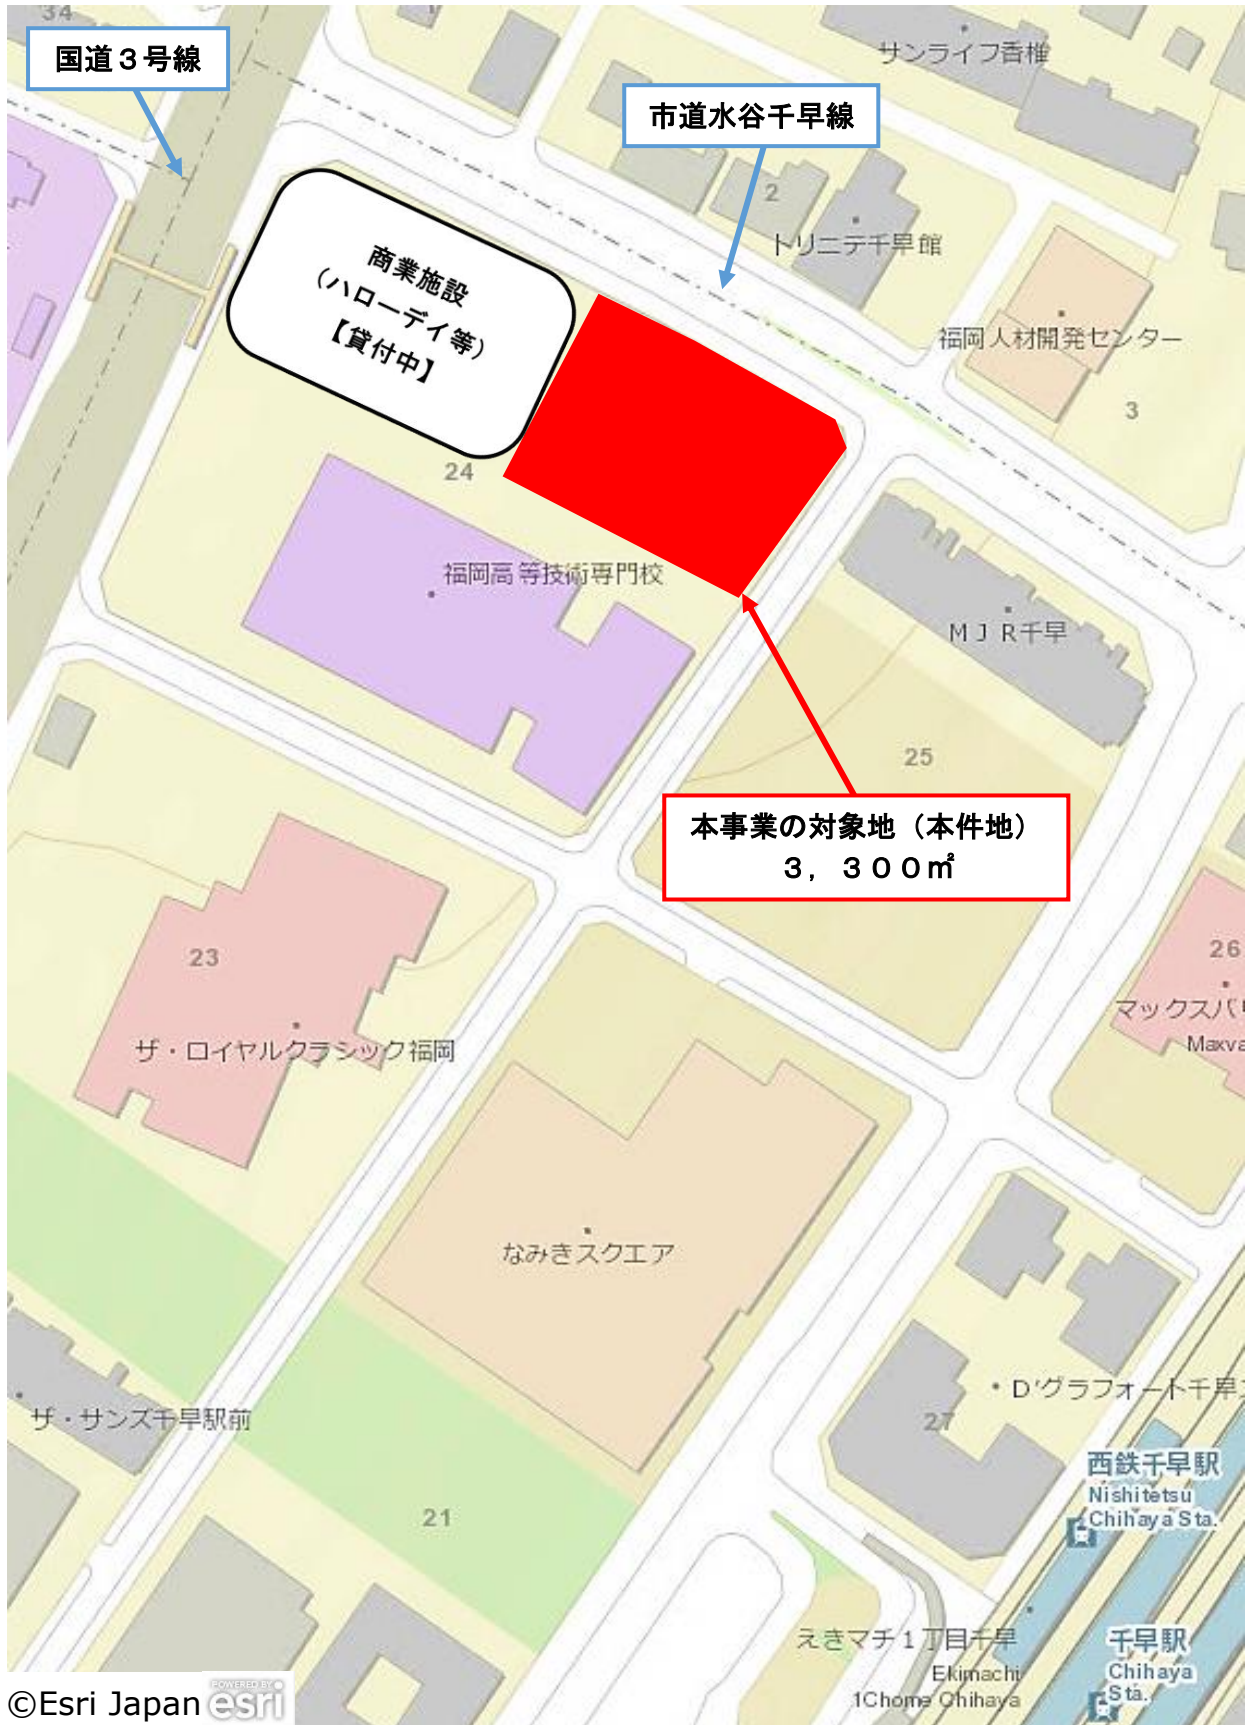 34
国道３号線
サンライフ香椎
市道水谷千早線
2
トリニテ千早館
商業施設
（ハローデイ等）
【貸付中】
福岡人材開発センター
3
24
福岡高等技術専門校
ＭＪＲ千早
25
本事業の対象地（本件地）
３，３００㎡
23
26
マックスバリ
Maxva
ザ・ロイヤルクラシック福岡
なみきスクエア
D'グラフォート千早
27
ザ・サンズ千早駅前
西鉄千早駅
Nishitetsu
Chihaya Sta.
21
えきマチ１丁目千早
Ekimachi
1Chome Chihaya
千早駅
Chihaya
Sta.
©Esri Japan
POWERED BY
esri